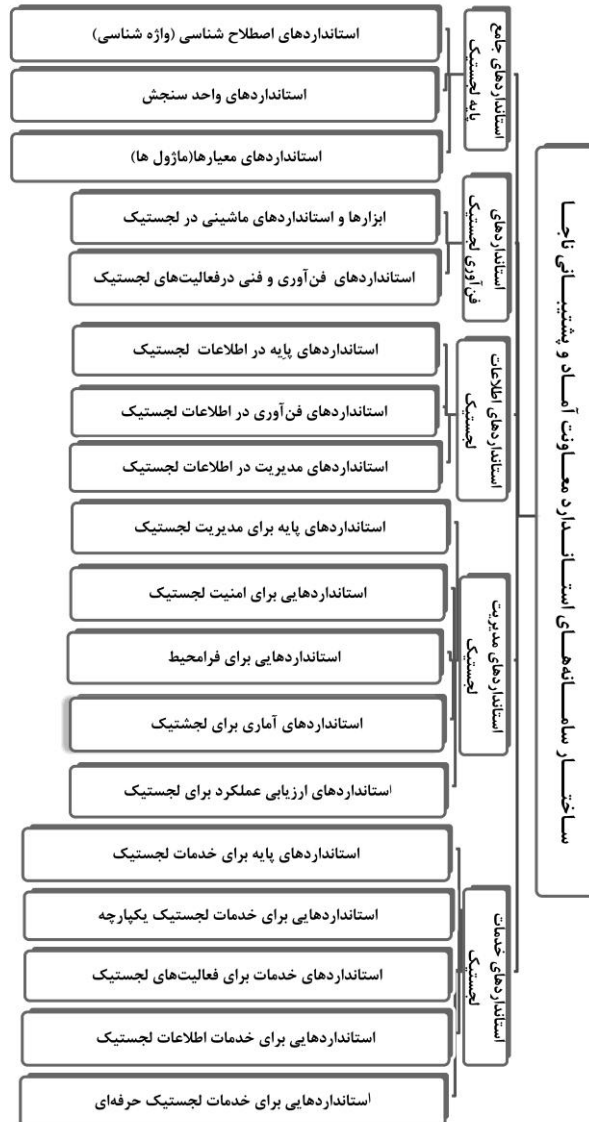 ساختار سامانه‌های استاندارد معاونت آماد و پشتیبانی ناجا
استانداردهای جامع
پایه لجستیک
استانداردهای اصطلاح شناسی (واژه شناسی)
استانداردهای واحد سنجش
استانداردهای معیارها(ماژول ها)
استانداردهای
فن‌آوری لجستیک
ابزارها و استانداردهای ماشینی در لجستیک
استانداردهای فن‌آوری و فنی درفعالیت‌های لجستیک
استانداردهای اطلاعات
لجستیک
استانداردهای پایه در اطلاعات لجستیک
استانداردهای فن‌آوری در اطلاعات لجستیک
استانداردهای مدیریت در اطلاعات لجستیک
استانداردهای مدیریت
لجستیک
استانداردهای پایه برای مدیریت لجستیک
استانداردهایی برای امنیت لجستیک
استانداردهایی برای فرامحیط
استانداردهای آماری برای لجشتیک
استانداردهای ارزیابی عملکرد برای لجستیک
استانداردهای خدمات
لجستیک
استانداردهای پایه برای خدمات لجستیک
استانداردهایی برای خدمات لجستیک یکپارچه
استانداردهای خدمات برای فعالیت‌های لجستیک
استانداردهایی برای خدمات اطلاعات لجستیک
استانداردهایی برای خدمات لجستیک حرفه‌ای